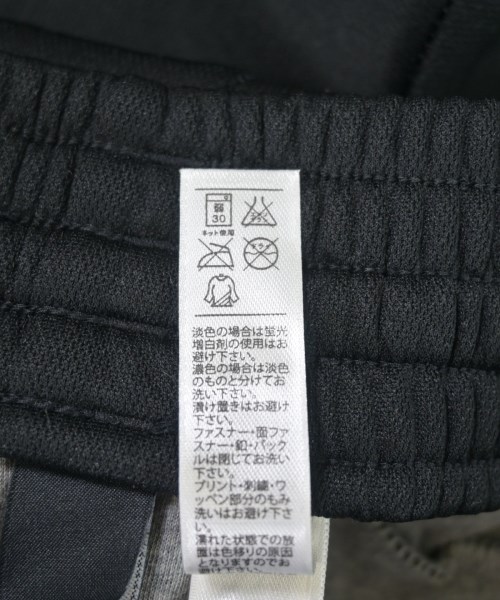 弱
30
ネット使用
淡色の場合は蛍光
増白剤の使用はお
避け下さい。
濃色の場合は淡色
のものと分けてお
洗い下さい。
漬け置きはお避け
下さい。
ファスナー・面ファ
スナー・釦・バック
ルは閉じてお洗い
下さい。
プリント・刺繍・ワ
ッペン部分のもみ
洗いはお避け下さ
い。
濡れた状態での放
置は色移りの原因
となりますのでお
避け下さい。